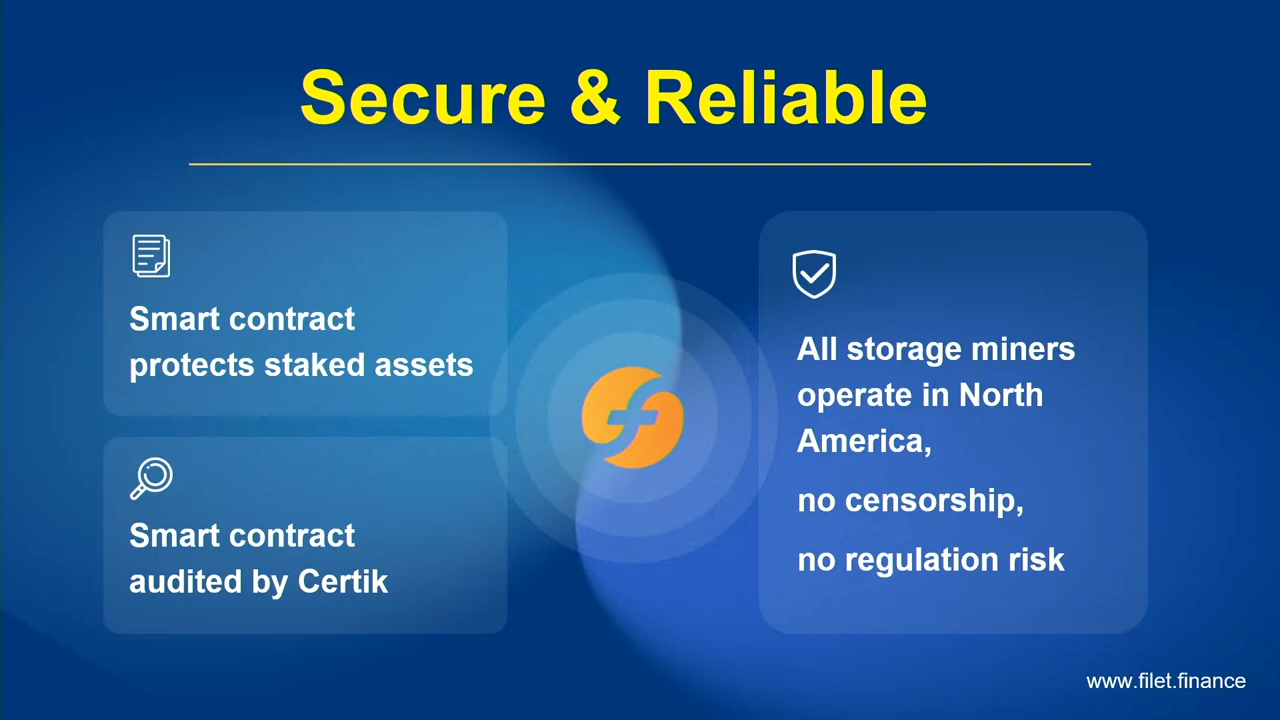 Secure & Reliable
Smart contract
protects staked assets
Smart contract
audited by Certik
All storage miners
operate in North
America,
no censorship,
no regulation risk
www.filet.finance